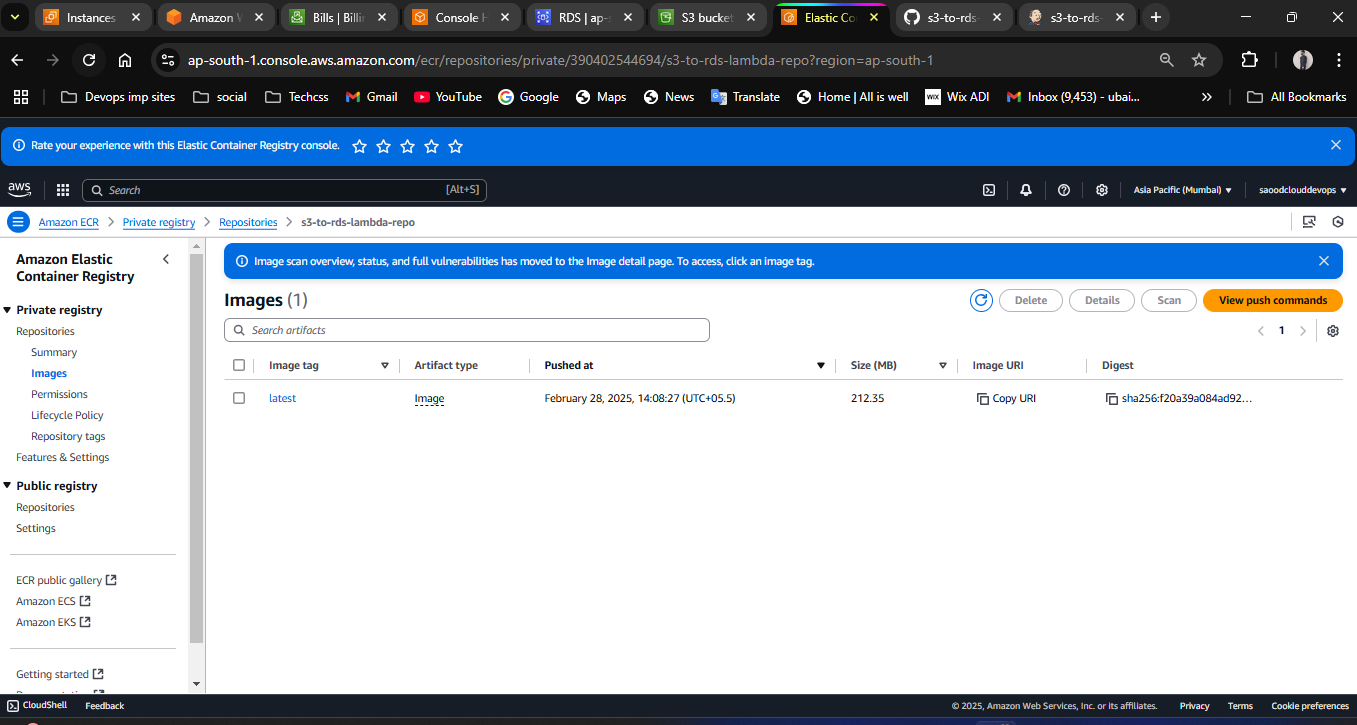 Instances
Amazon
Bills | Billi
Console
RDS | ap-
S3 bucket
Elastic Co
s3-to-rds-
s3-to-rds-
ap-south-1.console.aws.amazon.com/ecr/repositories/private/390402544694/s3-to-rds-lambda-repo?region=ap-south-1
Devops imp sites
social
Techcss
Gmail
YouTube
Google
Maps
News
Translate
Home | All is well
WIX
Wix ADI
Inbox (9,453) - ubai...
All Bookmarks
Rate your experience with this Elastic Container Registry console.
aws
Search
[Alt+S]
Asia Pacific (Mumbai)
saoodclouddevops
Amazon ECR
Private registry
Repositories
s3-to-rds-lambda-repo
Amazon Elastic
Container Registry
Private registry
Repositories
Summary
Images
Permissions
Lifecycle Policy
Repository tags
Features & Settings
Public registry
Repositories
Settings
ECR public gallery
Amazon ECS
Amazon EKS
Getting started
Image scan overview, status, and full vulnerabilities has moved to the Image detail page. To access, click an image tag.
Images (1)
Delete
Details
Scan
View push commands
Search artifacts
1
Image tag
Artifact type
Pushed at
Size (MB)
Image URI
Digest
latest
Image
February 28, 2025, 14:08:27 (UTC+05.5)
212.35
Copy URI
sha256:f20a39a084ad92...
CloudShell
Feedback
© 2025, Amazon Web Services, Inc. or its affiliates.
Privacy
Terms
Cookie preferences